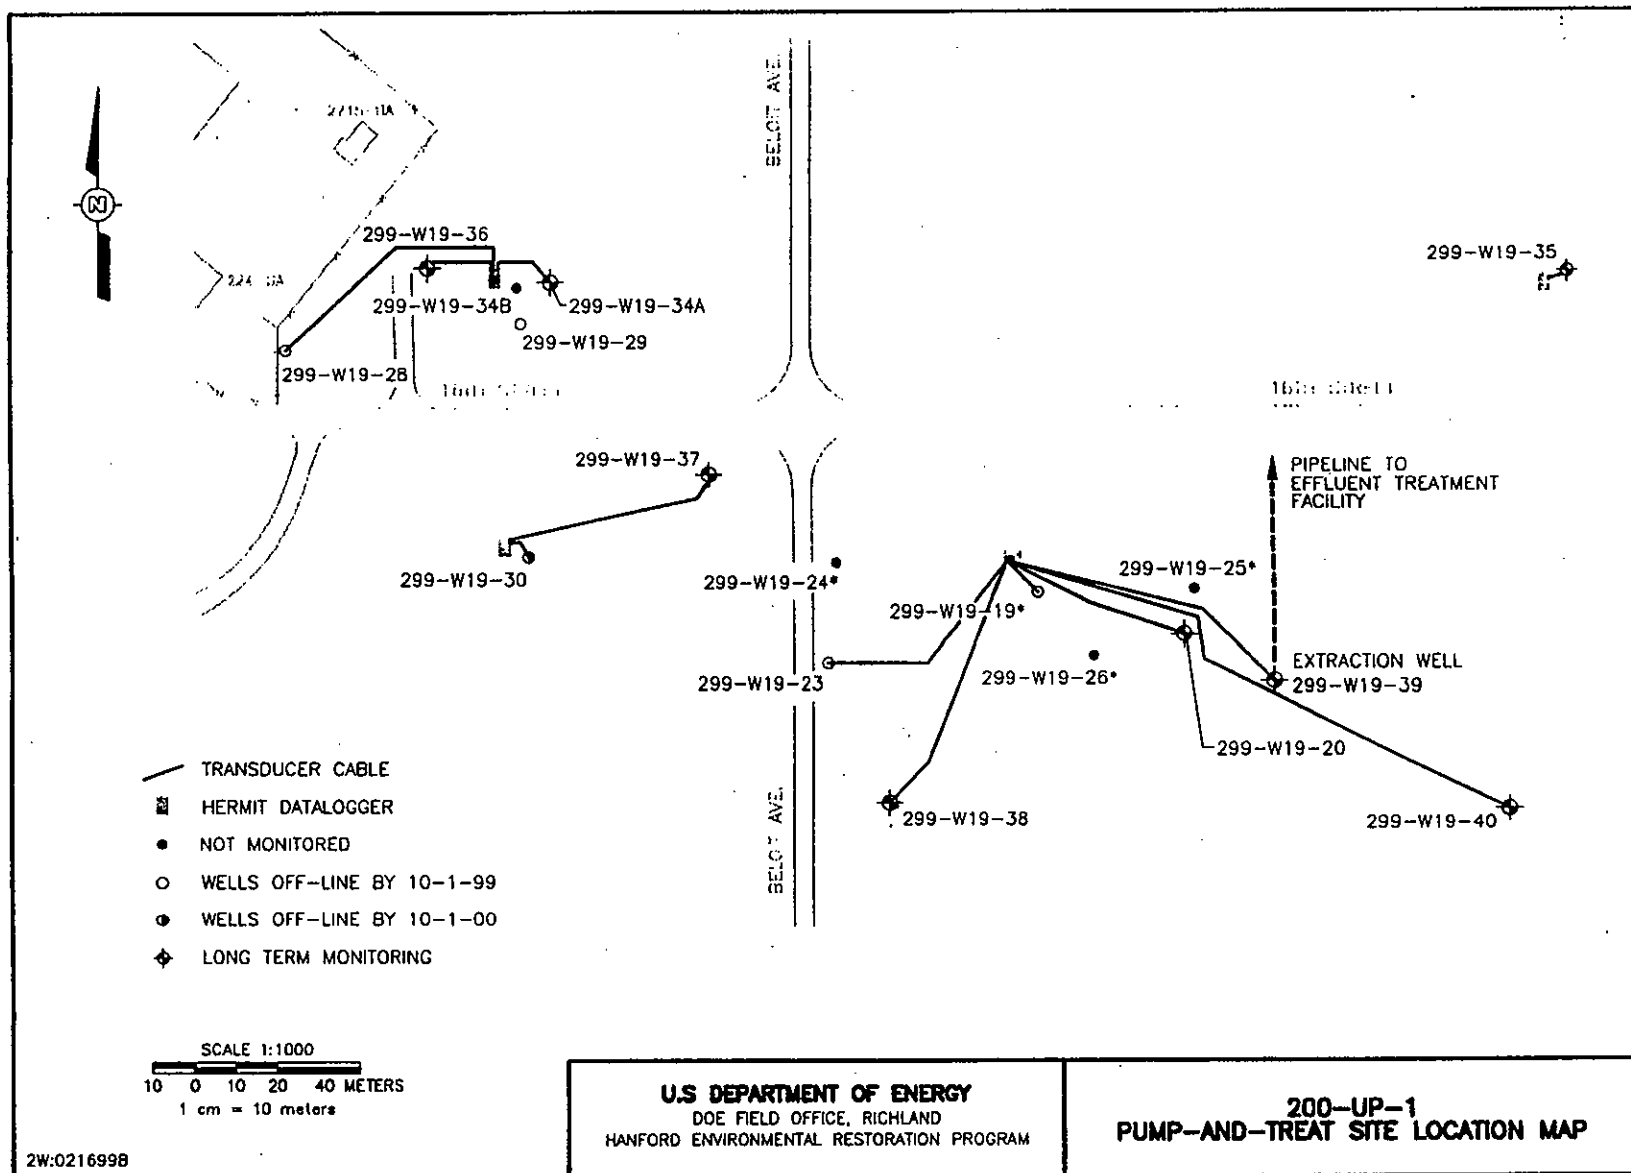 BELOIT AVE.
N
299-W19-36
299-W19-35
299-W19-34B
299-W19-34A
299-W19-29
299-W19-28
299-W19-37
PIPELINE TO
EFFLUENT TREATMENT
FACILITY
299-W19-30
299-W19-24*
299-W19-25*
299-W19-19*
299-W19-23
299-W19-26*
EXTRACTION WELL
299-W19-39
299-W19-20
299-W19-38
299-W19-40
BELOIT AVE.
TRANSDUCER CABLE
HERMIT DATALOGGER
NOT MONITORED
WELLS OFF-LINE BY 10-1-99
WELLS OFF-LINE BY 10-1-00
LONG TERM MONITORING
SCALE 1:1000
10 0 10 20 40 METERS
1 cm = 10 meters
U.S DEPARTMENT OF ENERGY
DOE FIELD OFFICE, RICHLAND
HANFORD ENVIRONMENTAL RESTORATION PROGRAM
200-UP-1
PUMP-AND-TREAT SITE LOCATION MAP
2W:021699B